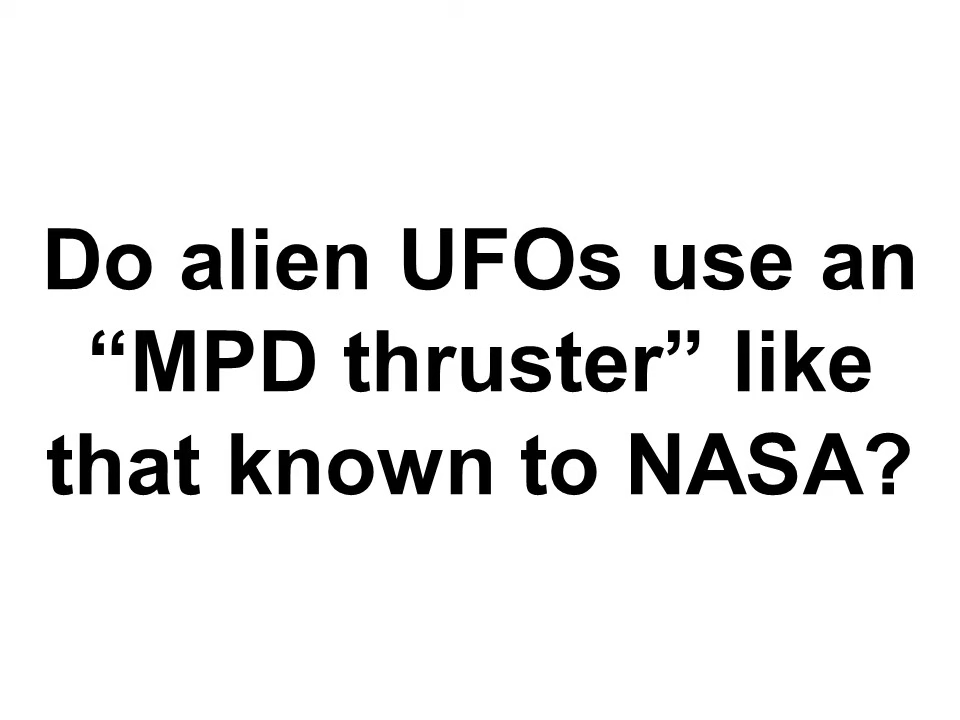 Do alien UFOs use an
“MPD thruster” like
that known to NASA?